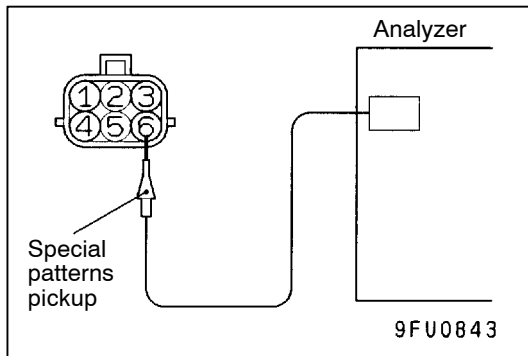 Analyzer
1 2 3
4 5 6
Special
patterns
pickup
9FU0843